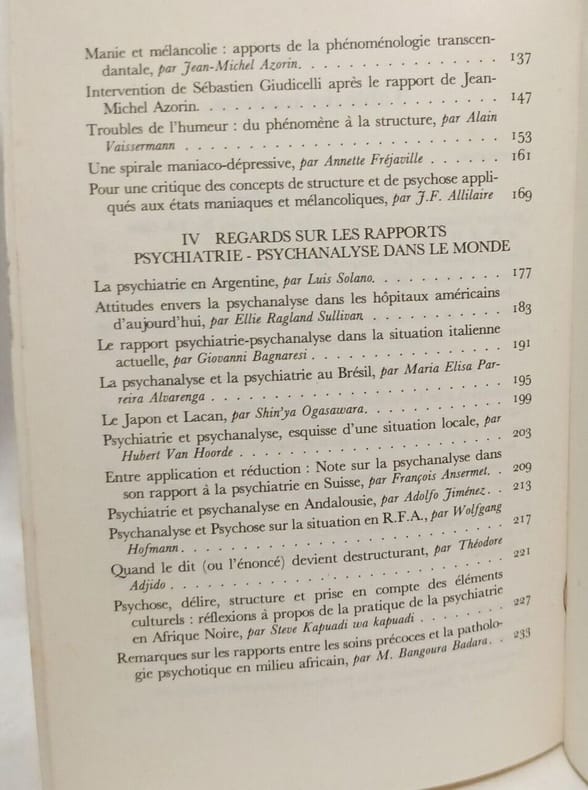 Manie et mélancolie : apports de la phénoménologie transcen-
dantale, par Jean-Michel Azorin. . . . . . . . . . . . . . . . . 137
Intervention de Sébastien Giudicelli après le rapport de Jean-
Michel Azorin. . . . . . . . . . . . . . . . . . . . . . . . . . 147
Troubles de l'humeur : du phénomène à la structure, par Alain
Vaissermann . . . . . . . . . . . . . . . . . . . . . . . . . . 153
Une spirale maniaco-dépressive, par Annette Fréjaville . . . . . . 161
Pour une critique des concepts de structure et de psychose appli-
qués aux états maniaques et mélancoliques, par J.F. Allilaire 169
IV REGARDS SUR LES RAPPORTS
PSYCHIATRIE - PSYCHANALYSE DANS LE MONDE
La psychiatrie en Argentine, par Luis Solano. . . . . . . . . . . 177
Attitudes envers la psychanalyse dans les hôpitaux américains
d'aujourd'hui, par Ellie Ragland Sullivan . . . . . . . . . . . 183
Le rapport psychiatrie-psychanalyse dans la situation italienne
actuelle, par Giovanni Bagnaresi . . . . . . . . . . . . . . . . 191
La psychanalyse et la psychiatrie au Brésil, par Maria Elisa Par-
reira Alvarenga . . . . . . . . . . . . . . . . . . . . . . . . 195
Le Japon et Lacan, par Shin'ya Ogasawara. . . . . . . . . . . . 199
Psychiatrie et psychanalyse, esquisse d'une situation locale, par
Hubert Van Hoorde . . . . . . . . . . . . . . . . . . . . . . . 203
Entre application et réduction : Note sur la psychanalyse dans
son rapport à la psychiatrie en Suisse, par François Ansermet. . 209
Psychiatrie et psychanalyse en Andalousie, par Adolfo Jiménez. . 213
Psychanalyse et Psychose sur la situation en R.F.A., par Wolfgang
Hofmann. . . . . . . . . . . . . . . . . . . . . . . . . . . . 217
Quand le dit (ou l'énoncé) devient destructurant, par Théodore
Adjido . . . . . . . . . . . . . . . . . . . . . . . . . . . . 221
Psychose, délire, structure et prise en compte des éléments
culturels : réflexions à propos de la pratique de la psychiatrie
en Afrique Noire, par Steve Kapuadi wa kapuadi . . . . . . . 227
Remarques sur les rapports entre les soins précoces et la patholo-
gie psychotique en milieu africain, par M. Bangoura Badara. . 233